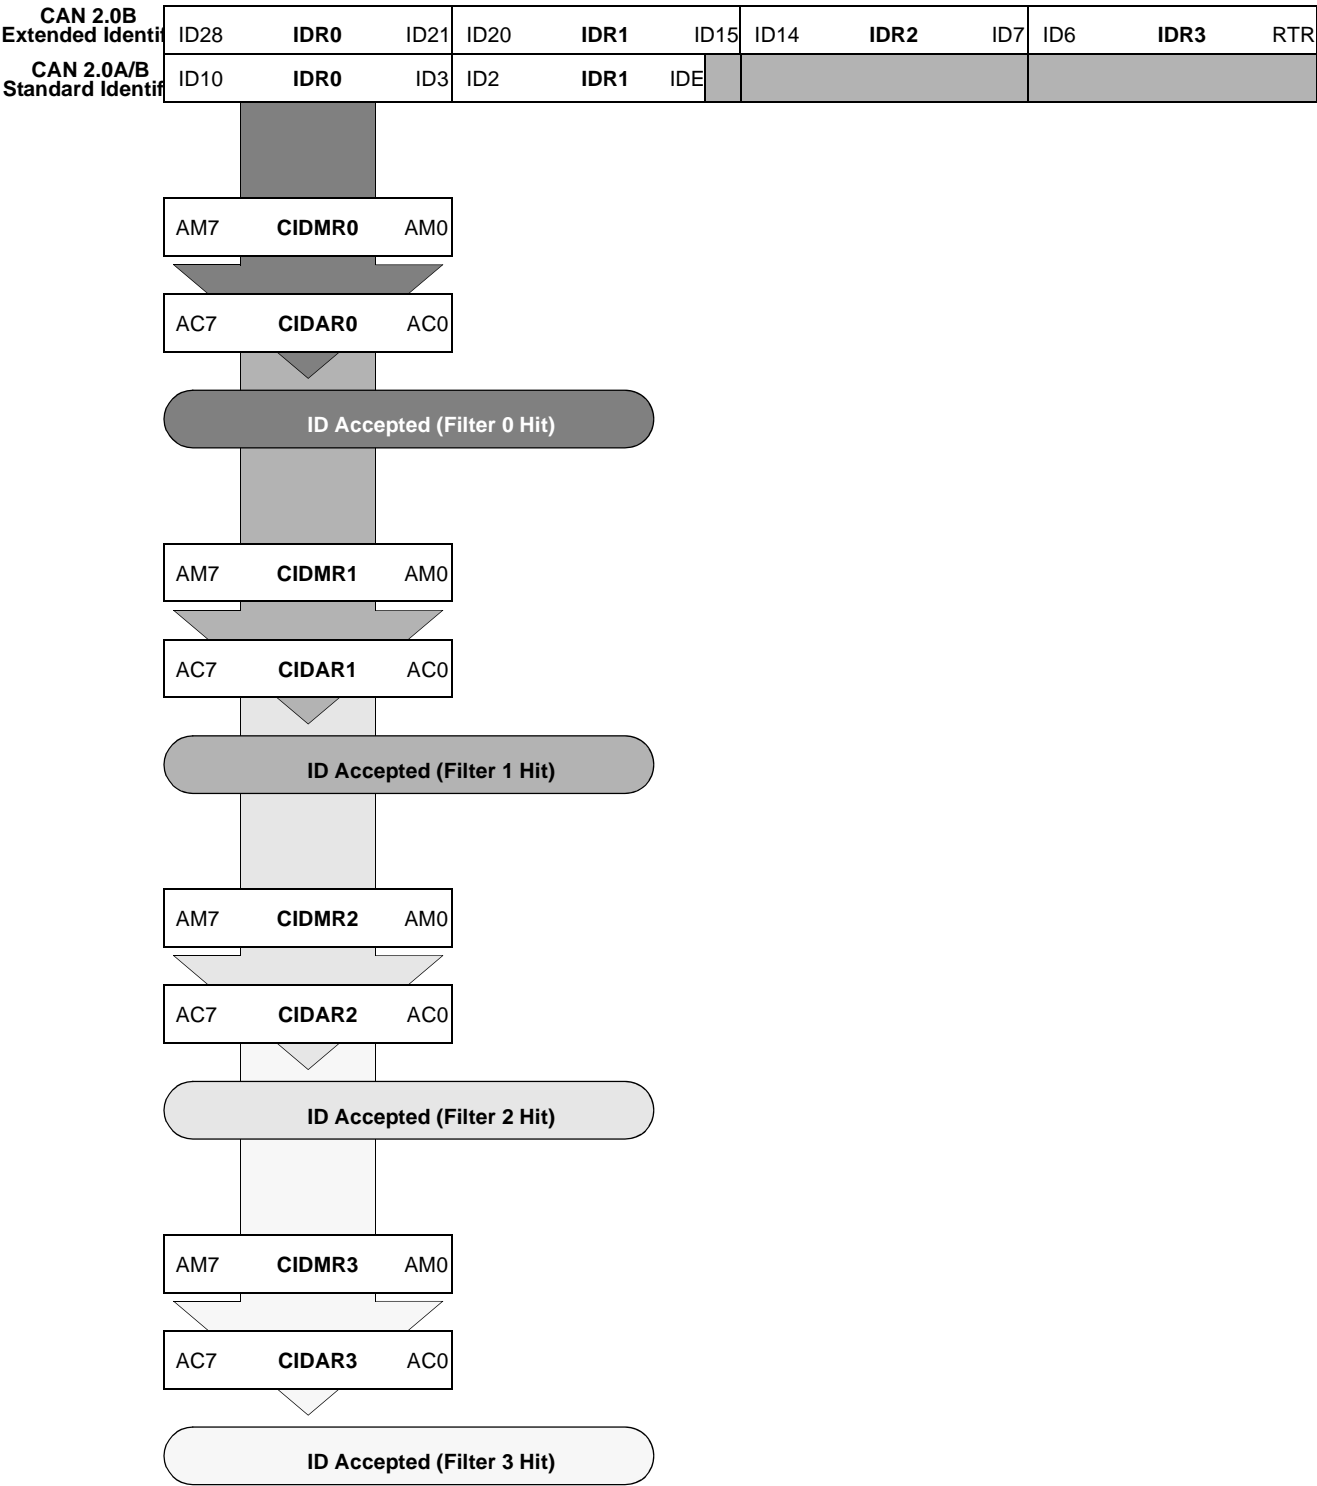 CAN 2.0B
Extended Identif
ID28 IDR0 ID21 ID20 IDR1 ID15 ID14 IDR2 ID7 ID6 IDR3 RTR
CAN 2.0A/B
Standard Identif
ID10 IDR0 ID3 ID2 IDR1 IDE
AM7 CIDMR0 AM0
AC7 CIDAR0 AC0
ID Accepted (Filter 0 Hit)
AM7 CIDMR1 AM0
AC7 CIDAR1 AC0
ID Accepted (Filter 1 Hit)
AM7 CIDMR2 AM0
AC7 CIDAR2 AC0
ID Accepted (Filter 2 Hit)
AM7 CIDMR3 AM0
AC7 CIDAR3 AC0
ID Accepted (Filter 3 Hit)